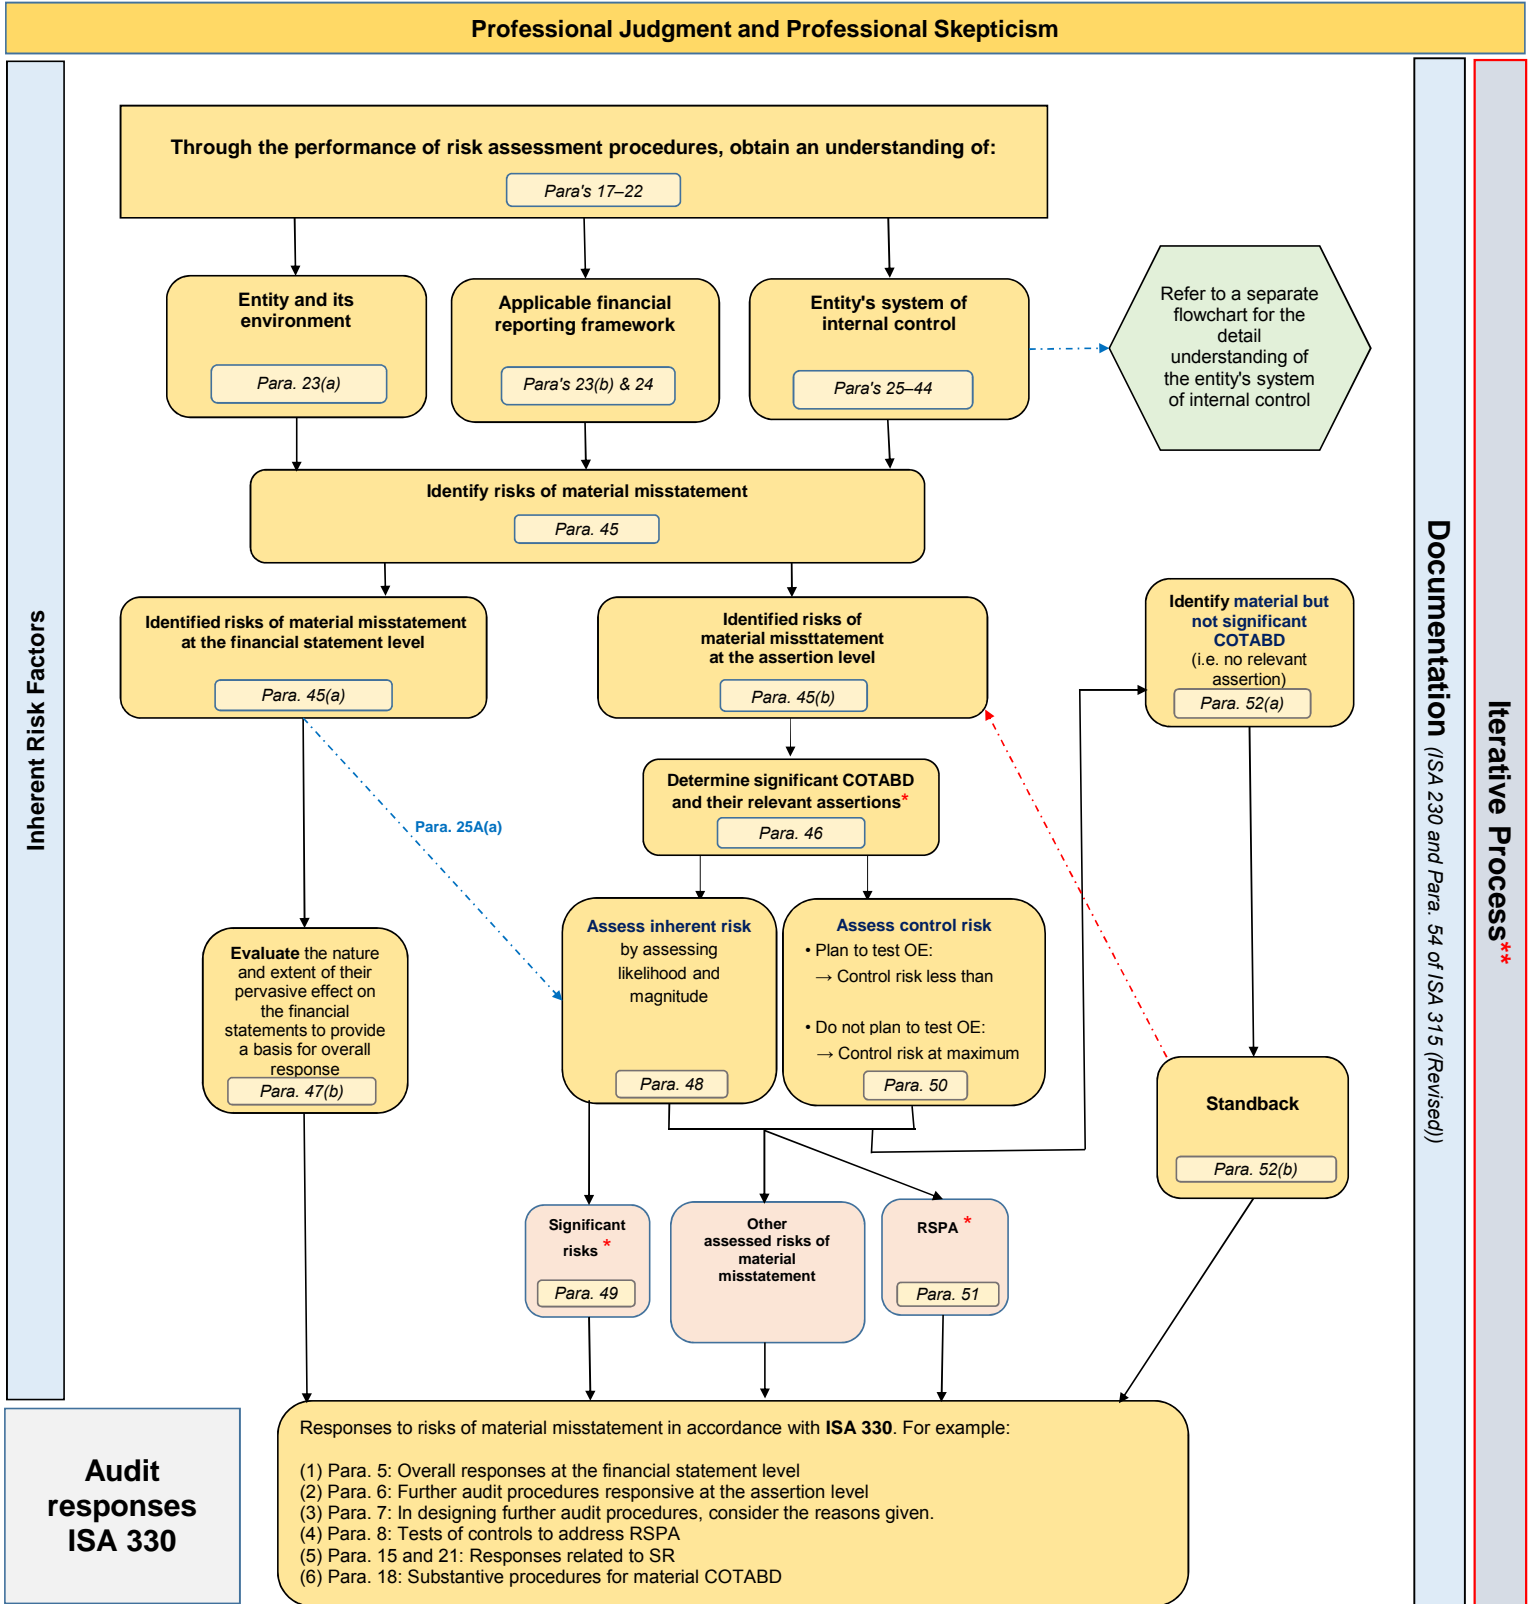 Professional Judgment and Professional Skepticism
Inherent Risk Factors
Through the performance of risk assessment procedures, obtain an understanding of:
Para's 17–22
Entity and its
environment
Para. 23(a)
Applicable financial
reporting framework
Para's 23(b) & 24
Entity's system of
internal control
Para's 25–44
Refer to a separate
flowchart for the
detail
understanding of
the entity's system
of internal control
Identify risks of material misstatement
Para. 45
Identified risks of material misstatement
at the financial statement level
Para. 45(a)
Identified risks of
material missttatement
at the assertion level
Para. 45(b)
Identify material but
not significant
COTABD
(i.e. no relevant
assertion)
Para. 52(a)
Determine significant COTABD
and their relevant assertions*
Para. 46
Para. 25A(a)
Evaluate the nature
and extent of their
pervasive effect on
the financial
statements to provide
a basis for overall
response
Para. 47(b)
Assess inherent risk
by assessing
likelihood and
magnitude
Para. 48
Assess control risk
• Plan to test OE:
→ Control risk less than
• Do not plan to test OE:
→ Control risk at maximum
Para. 50
Standback
Para. 52(b)
Significant
risks *
Para. 49
Other
assessed risks of
material
misstatement
RSPA *
Para. 51
Documentation (ISA 230 and Para. 54 of ISA 315 (Revised))
Iterative Process**
Audit
responses
ISA 330
Responses to risks of material misstatement in accordance with ISA 330. For example:
(1) Para. 5: Overall responses at the financial statement level
(2) Para. 6: Further audit procedures responsive at the assertion level
(3) Para. 7: In designing further audit procedures, consider the reasons given.
(4) Para. 8: Tests of controls to address RSPA
(5) Para. 15 and 21: Responses related to SR
(6) Para. 18: Substantive procedures for material COTABD